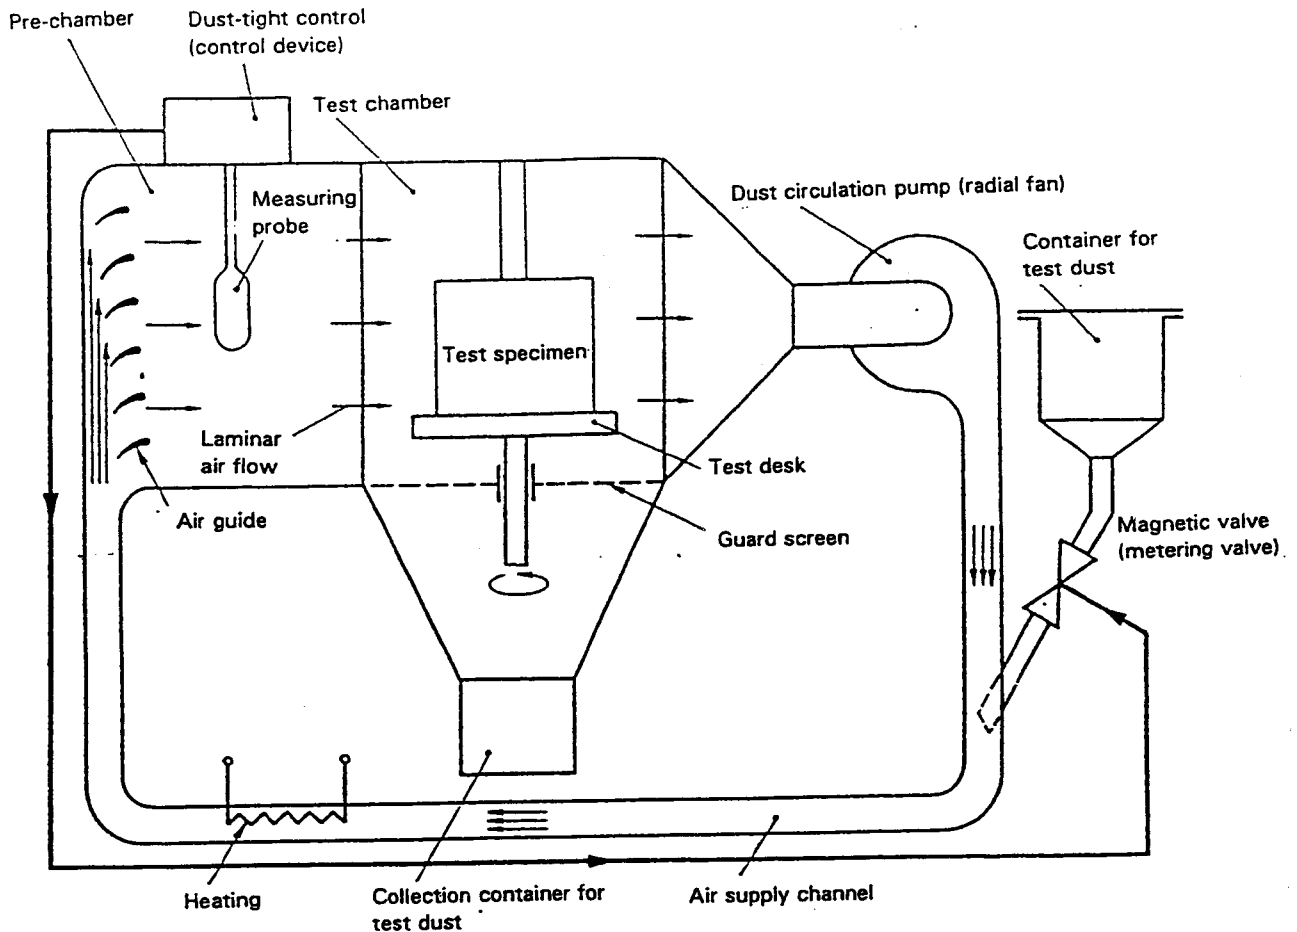 Pre-chamber
Dust-tight control
(control device)
Test chamber
Measuring
probe
Dust circulation pump (radial fan)
Container for
test dust
Test specimen
Laminar
air flow
Test desk
Air guide
Guard screen
Magnetic valve
(metering valve)
Heating
Collection container for
test dust
Air supply channel